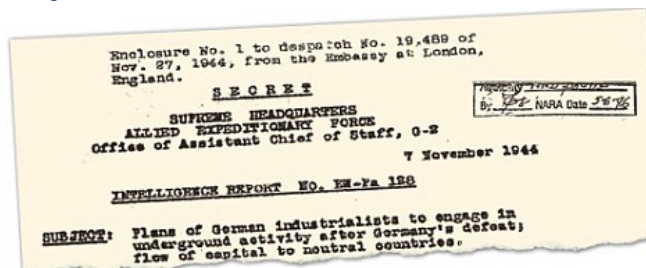 Enclosure No. 1 to despatch No. 19,489 of
Nov. 27, 1944, from the Embassy at London,
England.
SECRET
By NARA Date
SUPREME HEADQUARTERS
ALLIED EXPEDITIONARY FORCE
Office of Assistant Chief of Staff, G-2
7 November 1944
INTELLIGENCE REPORT NO. EW-Pa 128
SUBJECT: Plans of German industrialists to engage in
underground activity after Germany's defeat;
flow of capital to neutral countries.